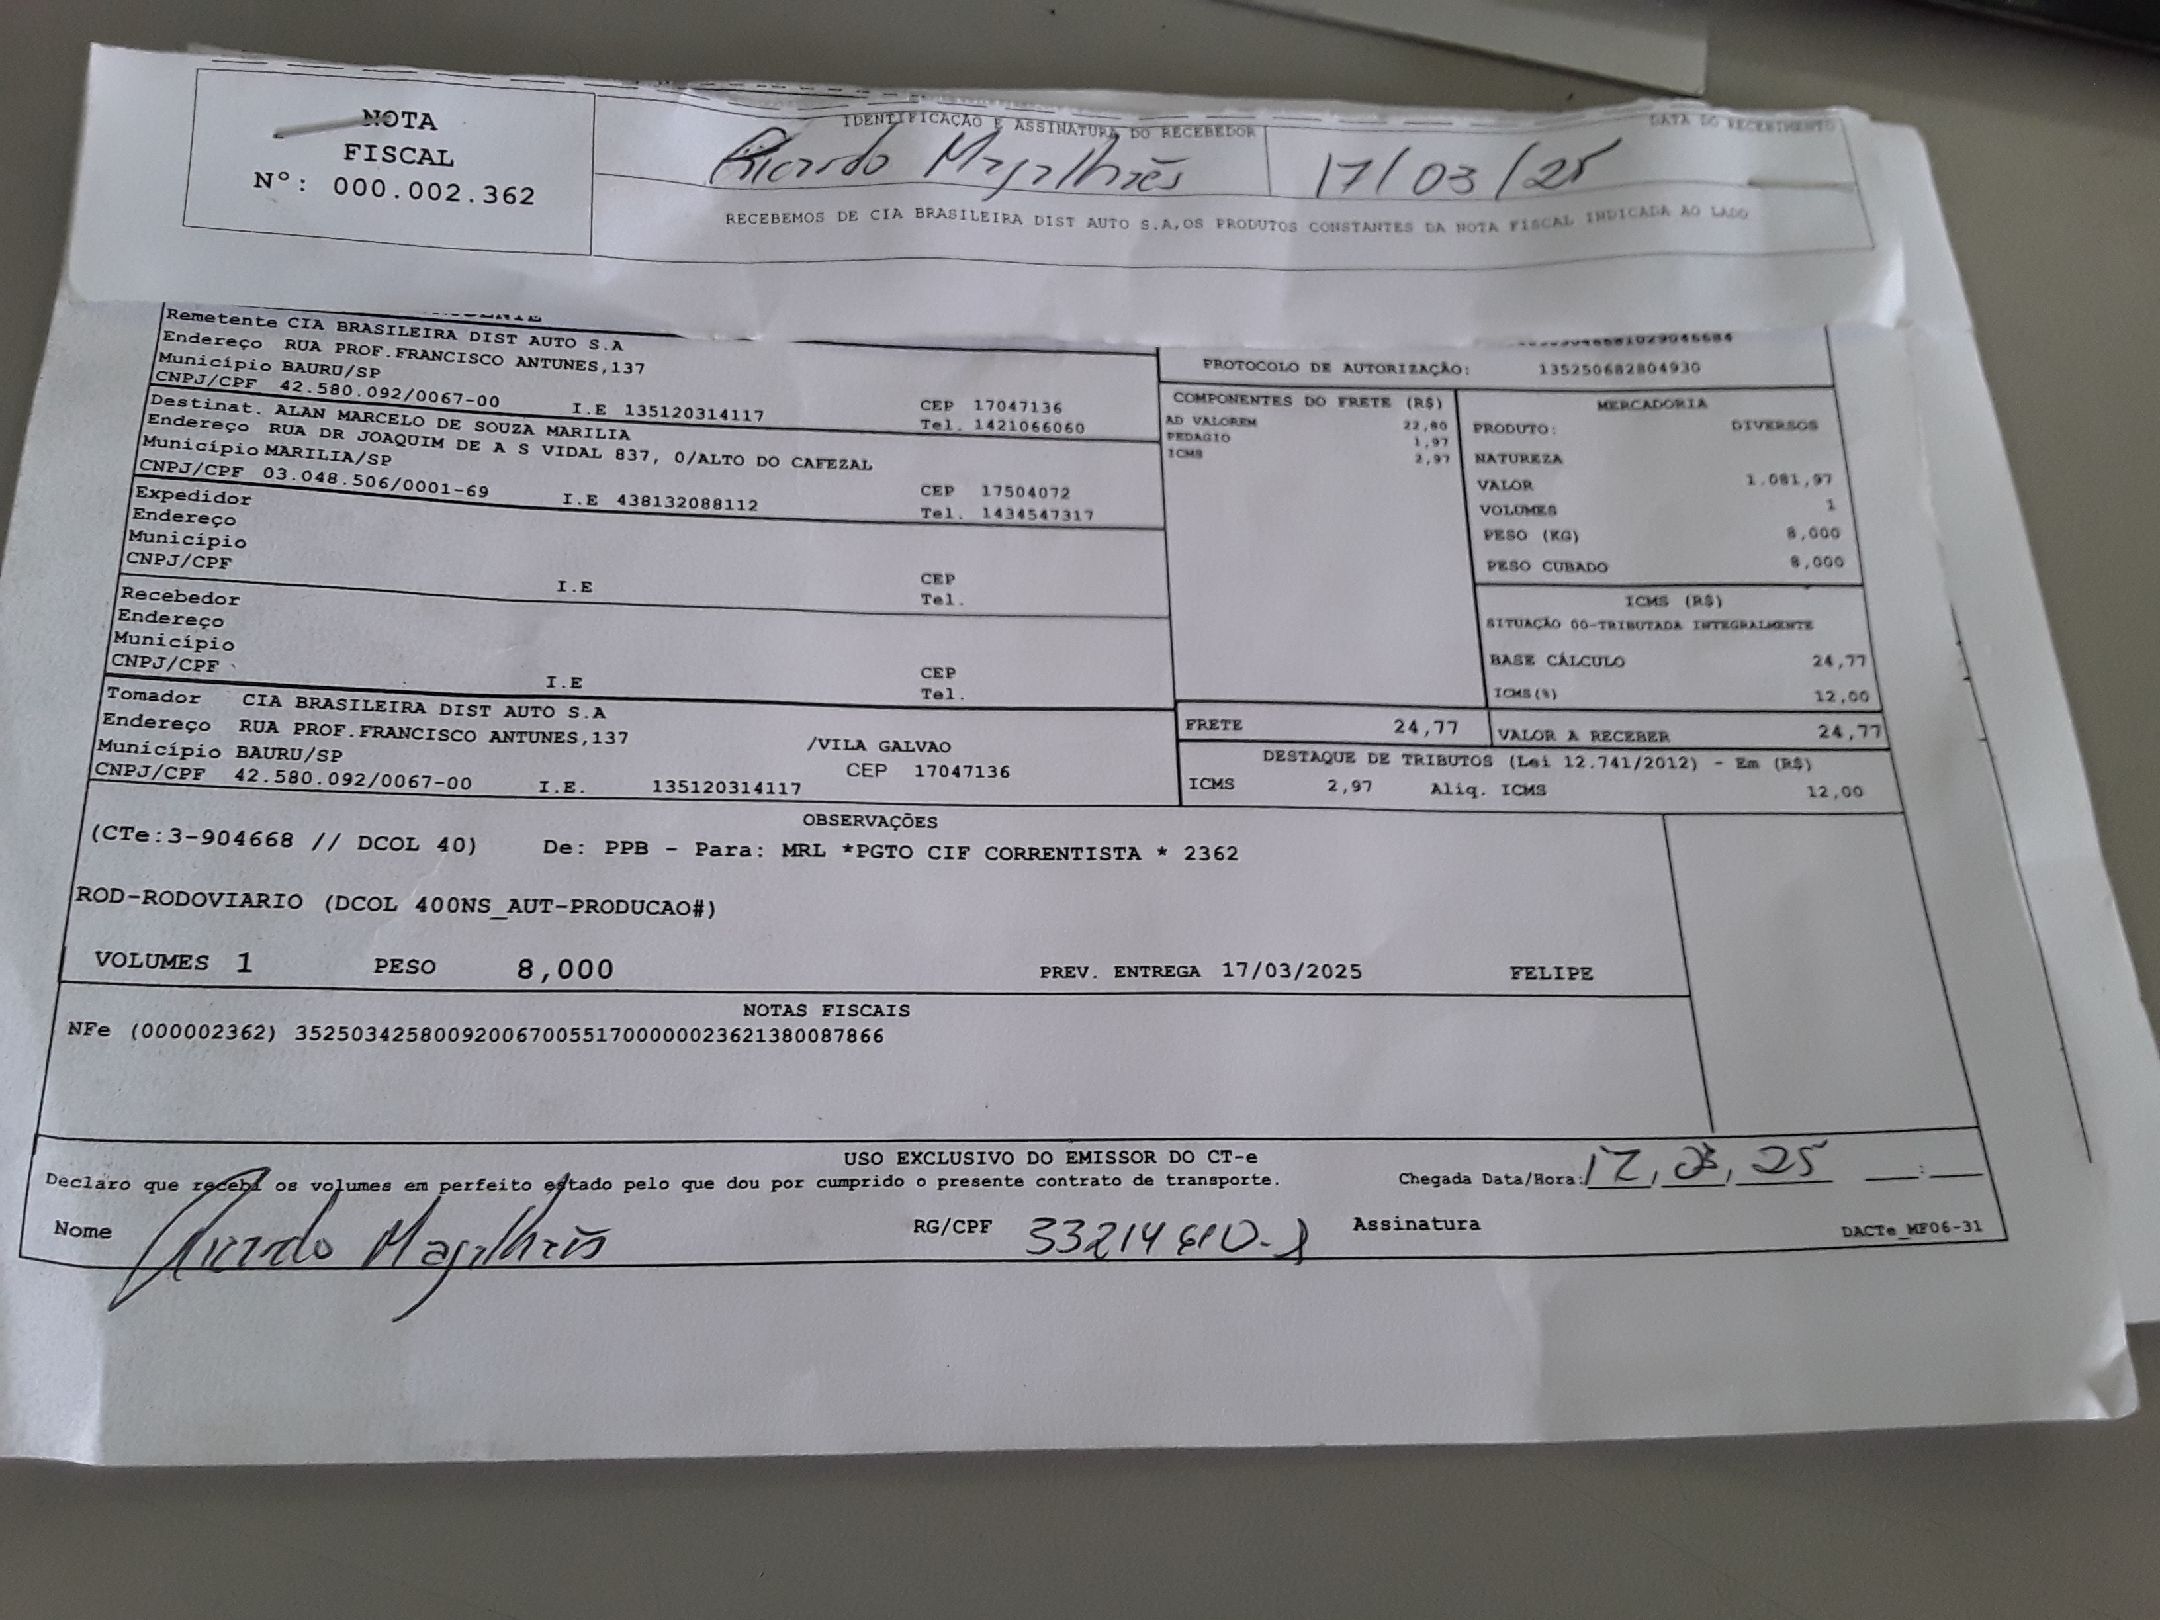 NOTA
FISCAL
Nº: 000.002.362
IDENTIFICAÇÃO E ASSINATURA DO RECEBEDOR
Ricardo Magalhães
DATA DO RECEBIMENTO
17/03/25
RECEBEMOS DE CIA BRASILEIRA DIST AUTO S.A,OS PRODUTOS CONSTANTES DA NOTA FISCAL INDICADA AO LADO
Remetente CIA BRASILEIRA DIST AUTO S.A
Endereço RUA PROF.FRANCISCO ANTUNES,137
Município BAURU/SP
CEP 17047136
CNPJ/CPF 42.580.092/0067-00 I.E 135120314117 Tel. 1421066060
Destinat. ALAN MARCELO DE SOUZA MARILIA
Endereço RUA DR JOAQUIM DE A S VIDAL 837, 0/ALTO DO CAFEZAL
Município MARILIA/SP CEP 17504072
CNPJ/CPF 03.048.506/0001-69 I.E 438132088112 Tel. 1434547317
Expedidor
Endereço
Município CEP
CNPJ/CPF I.E Tel.
Recebedor
Endereço
Município CEP
CNPJ/CPF I.E Tel.
Tomador CIA BRASILEIRA DIST AUTO S.A
Endereço RUA PROF.FRANCISCO ANTUNES,137 /VILA GALVAO
Município BAURU/SP CEP 17047136
CNPJ/CPF 42.580.092/0067-00 I.E. 135120314117
PROTOCOLO DE AUTORIZAÇÃO: 135250682804930
COMPONENTES DO FRETE (R$)
AD VALOREM 22,80
PEDAGIO 1,97
ICMS 2,97
MERCADORIA
PRODUTO: DIVERSOS
NATUREZA
VALOR 1.081,97
VOLUMES 1
PESO (KG) 8,000
PESO CUBADO 8,000
ICMS (R$)
SITUAÇÃO 00-TRIBUTADA INTEGRALMENTE
BASE CÁLCULO 24,77
ICMS(%) 12,00
FRETE 24,77 VALOR A RECEBER 24,77
DESTAQUE DE TRIBUTOS (Lei 12.741/2012) - Em (R$)
ICMS 2,97 Aliq. ICMS 12,00
OBSERVAÇÕES
(CTe:3-904668 // DCOL 40) De: PPB - Para: MRL *PGTO CIF CORRENTISTA * 2362
ROD-RODOVIARIO (DCOL 400NS_AUT-PRODUCAO#)
VOLUMES 1 PESO 8,000 PREV. ENTREGA 17/03/2025 FELIPE
NOTAS FISCAIS
NFe (000002362) 35250342580092006700551700000023621380087866
USO EXCLUSIVO DO EMISSOR DO CT-e
Declaro que recebi os volumes em perfeito estado pelo que dou por cumprido o presente contrato de transporte. Chegada Data/Hora: 17, 03, 25 :
Nome Ricardo Magalhães RG/CPF Assinatura DACTe_MF06-31